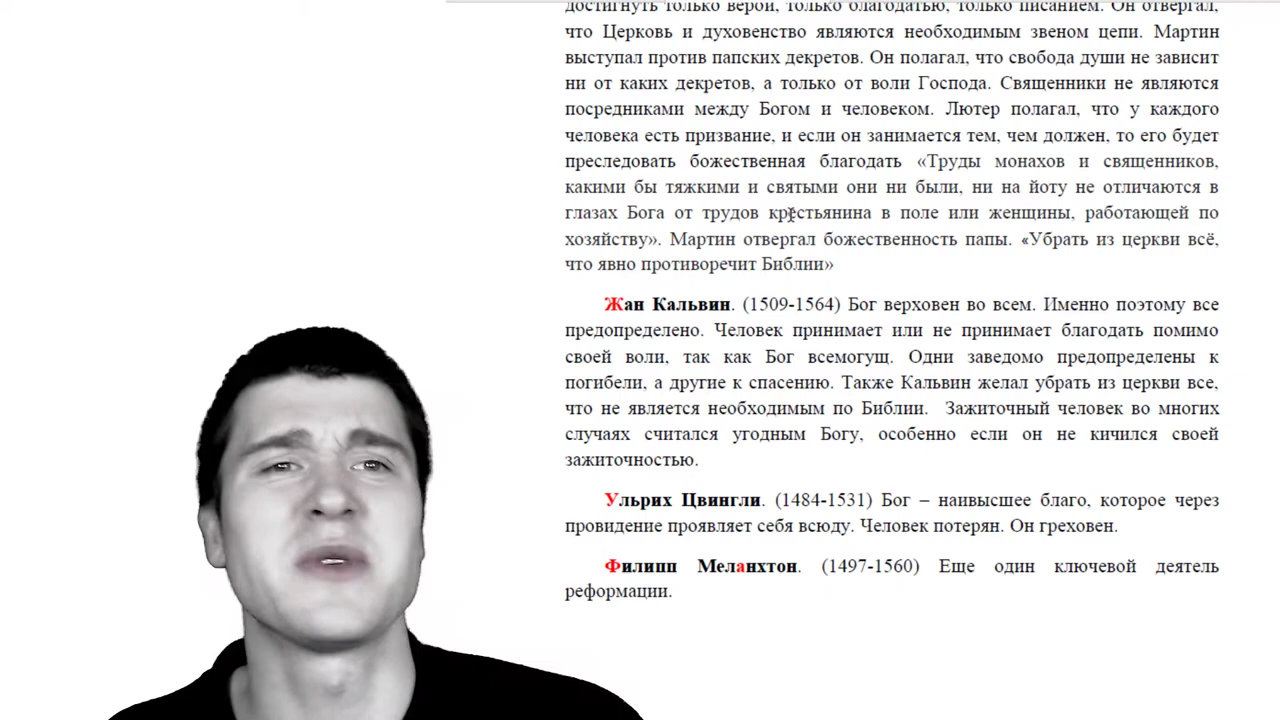 достигнуть только верой, только благодатью, только писанием. Он отвергал,
что Церковь и духовенство являются необходимым звеном цепи. Мартин
выступал против папских декретов. Он полагал, что свобода души не зависит
ни от каких декретов, а только от воли Господа. Священники не являются
посредниками между Богом и человеком. Лютер полагал, что у каждого
человека есть призвание, и если он занимается тем, чем должен, то его будет
преследовать божественная благодать «Труды монахов и священников,
какими бы тяжкими и святыми они ни были, ни на йоту не отличаются в
глазах Бога от трудов крестьянина в поле или женщины, работающей по
хозяйству». Мартин отвергал божественность папы. «Убрать из церкви всё,
что явно противоречит Библии»
Жан Кальвин. (1509-1564) Бог верховен во всем. Именно поэтому все
предопределено. Человек принимает или не принимает благодать помимо
своей воли, так как Бог всемогущ. Одни заведомо предопределены к
погибели, а другие к спасению. Также Кальвин желал убрать из церкви все,
что не является необходимым по Библии. Зажиточный человек во многих
случаях считался угодным Богу, особенно если он не кичился своей
зажиточностью.
Ульрих Цвингли. (1484-1531) Бог – наивысшее благо, которое через
провидение проявляет себя всюду. Человек потерян. Он греховен.
Филипп Меланхтон. (1497-1560) Еще один ключевой деятель
реформации.